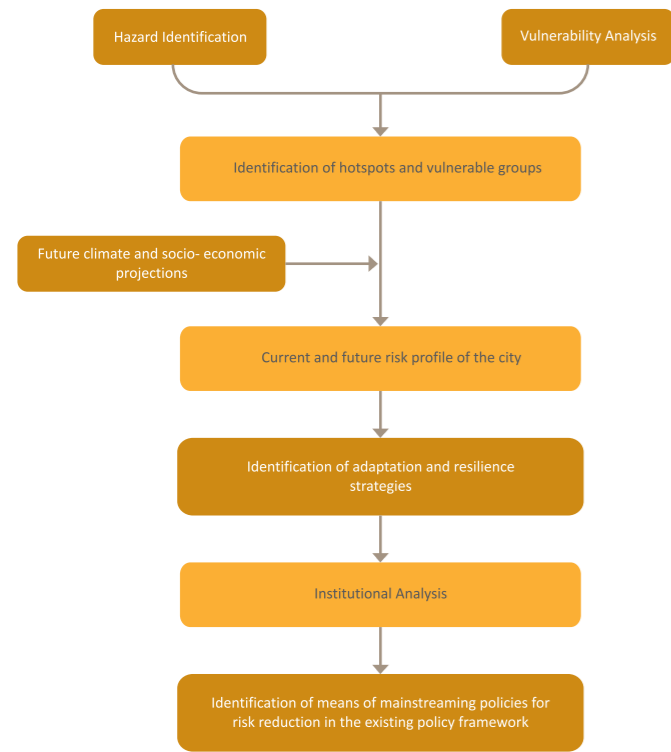 Hazard Identification
Vulnerability Analysis
Identification of hotspots and vulnerable groups
Future climate and socio- economic
projections
Current and future risk profile of the city
Identification of adaptation and resilience
strategies
Institutional Analysis
Identification of means of mainstreaming policies for
risk reduction in the existing policy framework